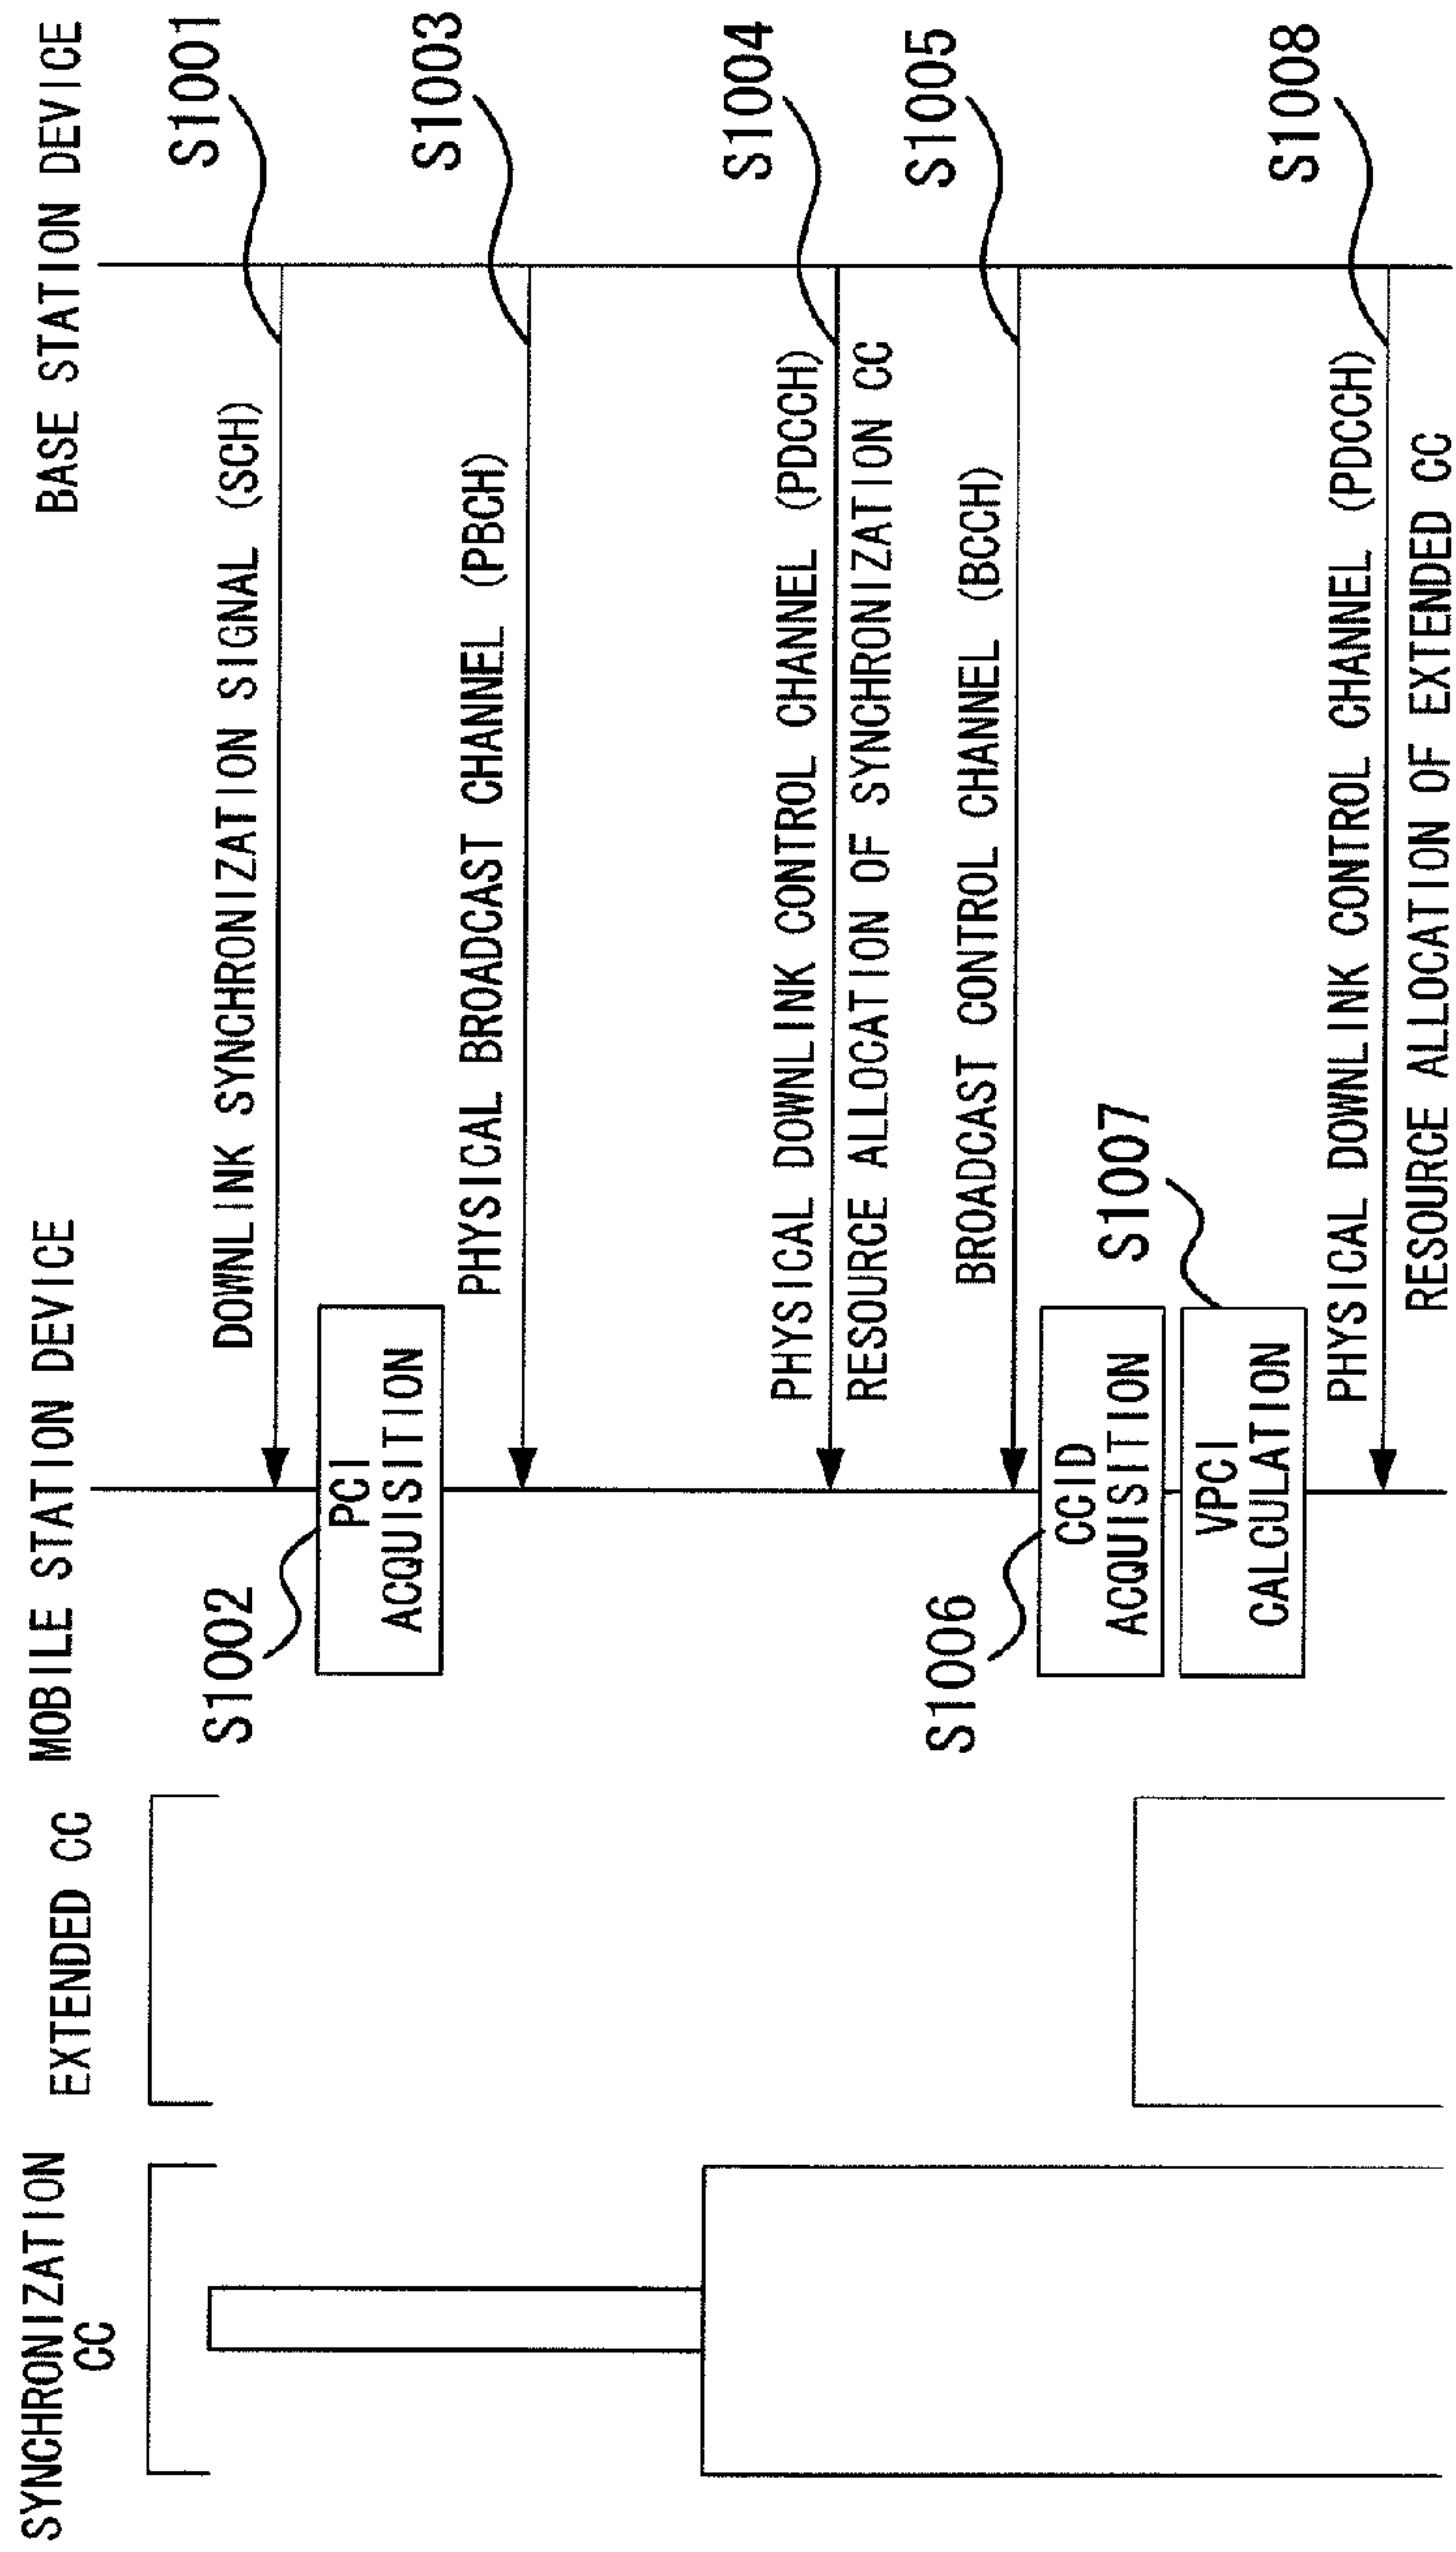 SYNCHRONIZATION
CC
EXTENDED CC
MOBILE STATION DEVICE
BASE STATION DEVICE
S1001
DOWNLINK SYNCHRONIZATION SIGNAL (SCH)
S1002
PCI
ACQUISITION
S1003
PHYSICAL BROADCAST CHANNEL (PBCH)
S1004
PHYSICAL DOWNLINK CONTROL CHANNEL (PDCCH)
RESOURCE ALLOCATION OF SYNCHRONIZATION CC
S1005
BROADCAST CONTROL CHANNEL (BCCH)
S1006
CCID
ACQUISITION
S1007
VPCI
CALCULATION
S1008
PHYSICAL DOWNLINK CONTROL CHANNEL (PDCCH)
RESOURCE ALLOCATION OF EXTENDED CC